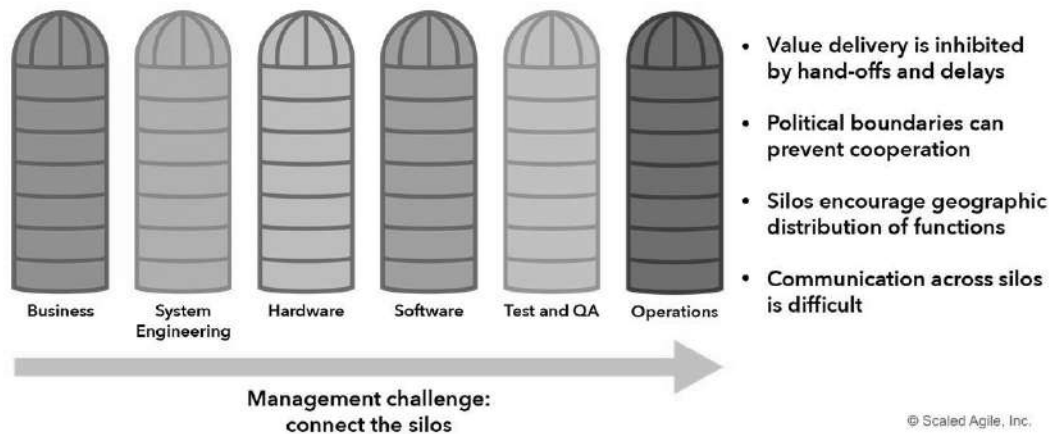 • Value delivery is inhibited
by hand-offs and delays
• Political boundaries can
prevent cooperation
• Silos encourage geographic
distribution of functions
• Communication across silos
is difficult
Business
System
Engineering
Hardware
Software
Test and QA
Operations
Management challenge:
connect the silos
© Scaled Agile, Inc.